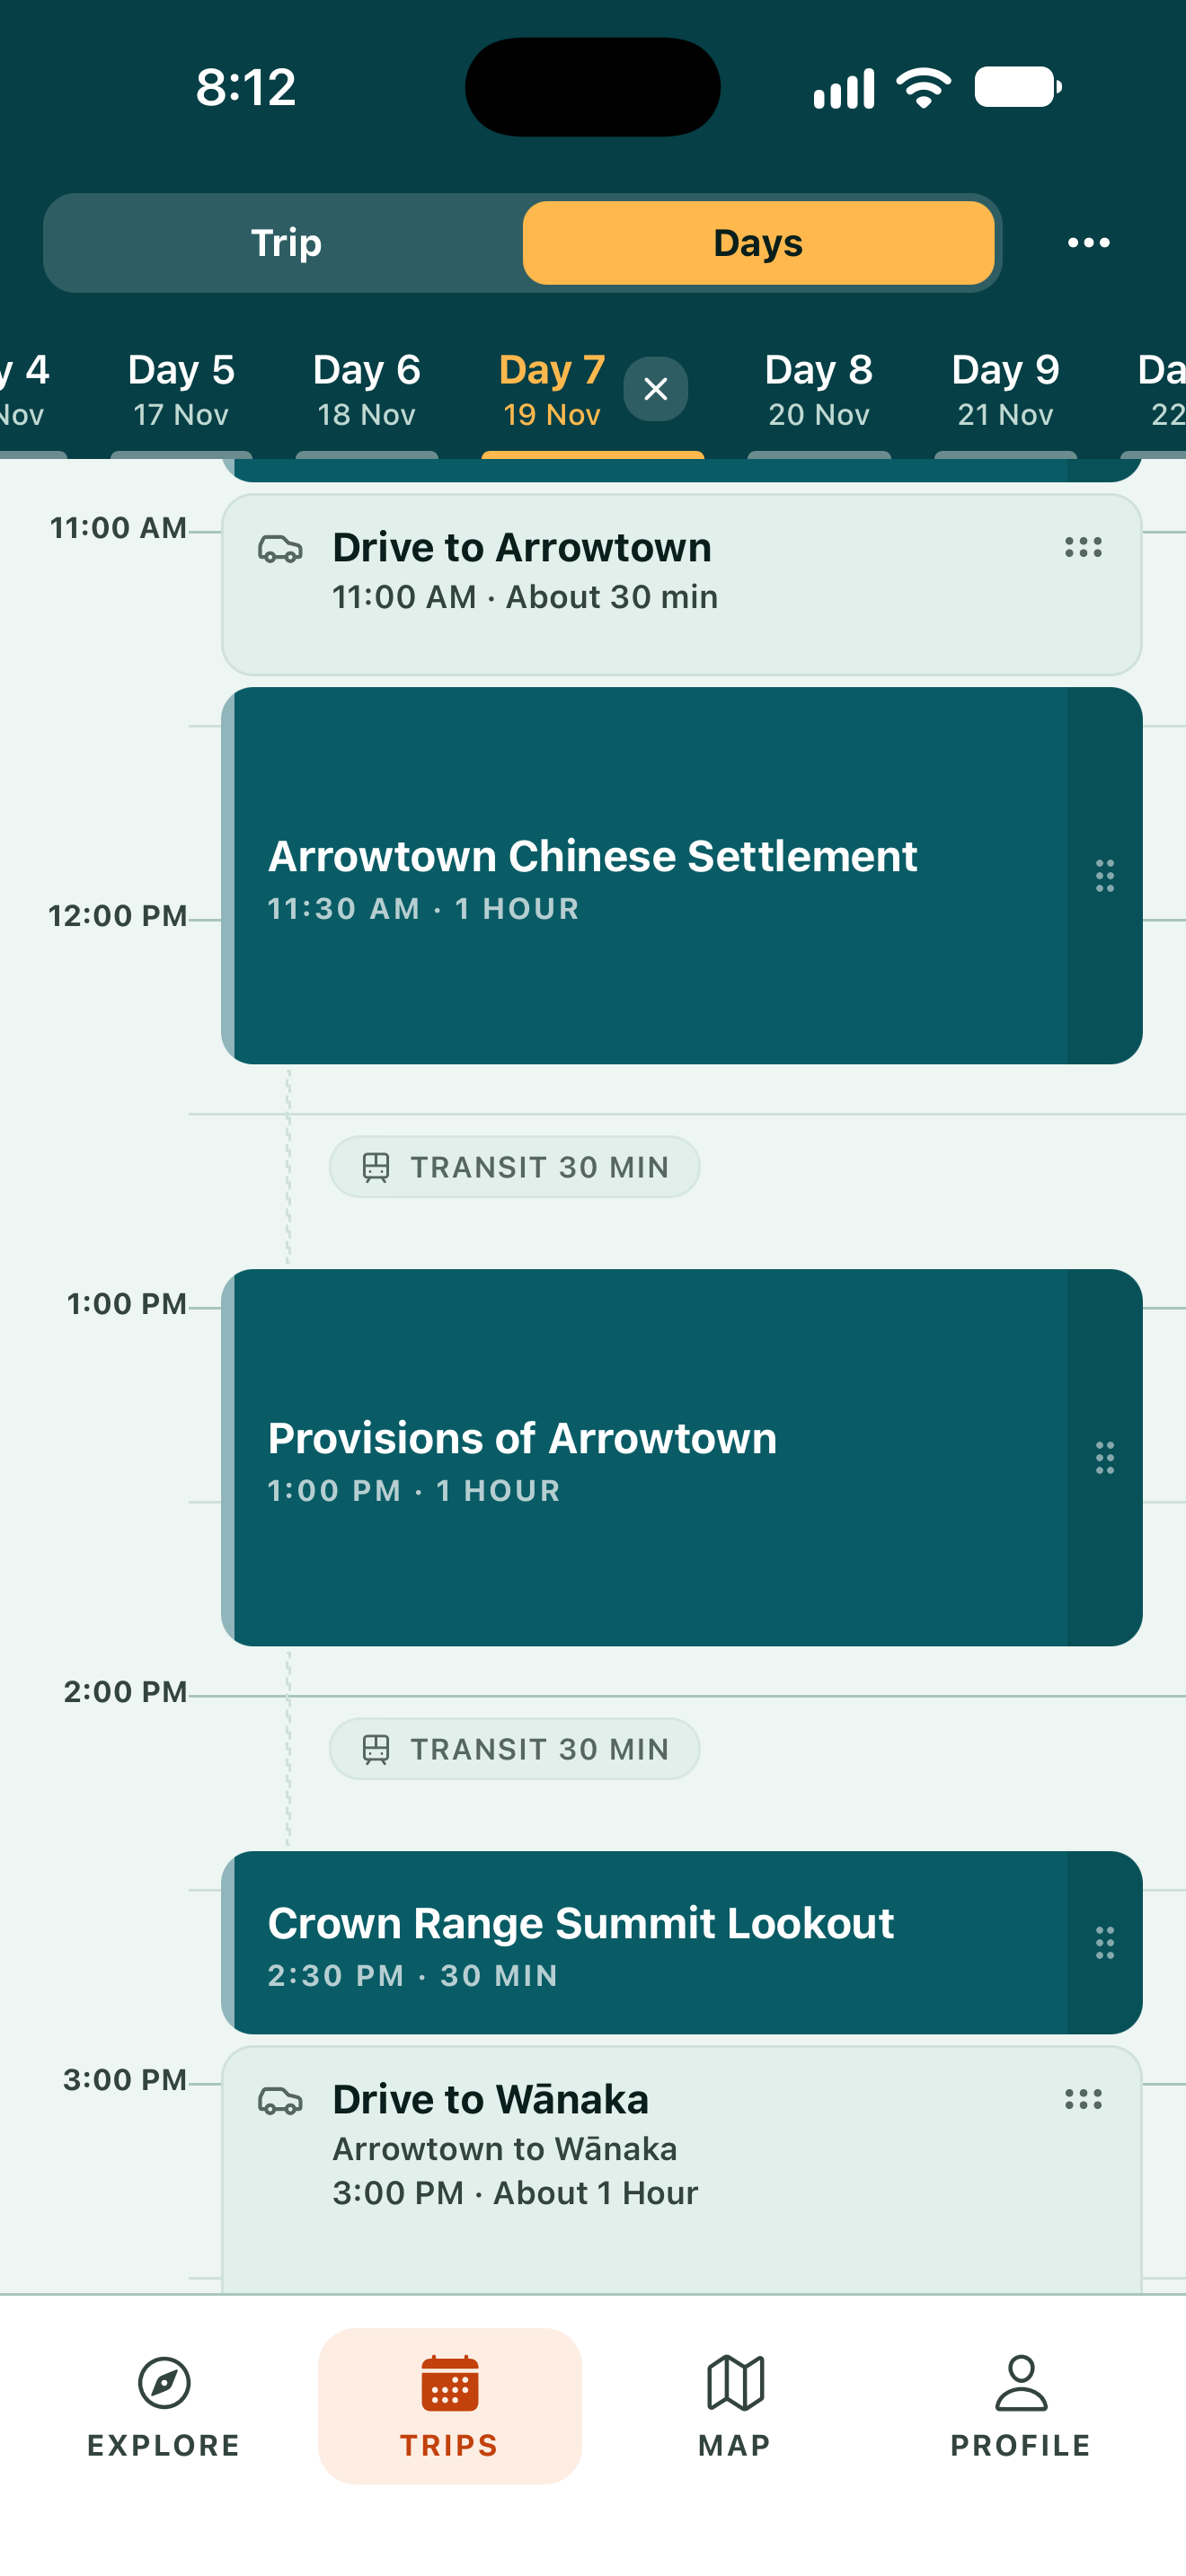 8:12
Trip
Days
y 4
Nov
Day 5
17 Nov
Day 6
18 Nov
Day 7
19 Nov
Day 8
20 Nov
Day 9
21 Nov
Da
22
11:00 AM
Drive to Arrowtown
11:00 AM · About 30 min
Arrowtown Chinese Settlement
11:30 AM · 1 HOUR
12:00 PM
TRANSIT 30 MIN
1:00 PM
Provisions of Arrowtown
1:00 PM · 1 HOUR
2:00 PM
TRANSIT 30 MIN
Crown Range Summit Lookout
2:30 PM · 30 MIN
3:00 PM
Drive to Wānaka
Arrowtown to Wānaka
3:00 PM · About 1 Hour
EXPLORE
TRIPS
MAP
PROFILE